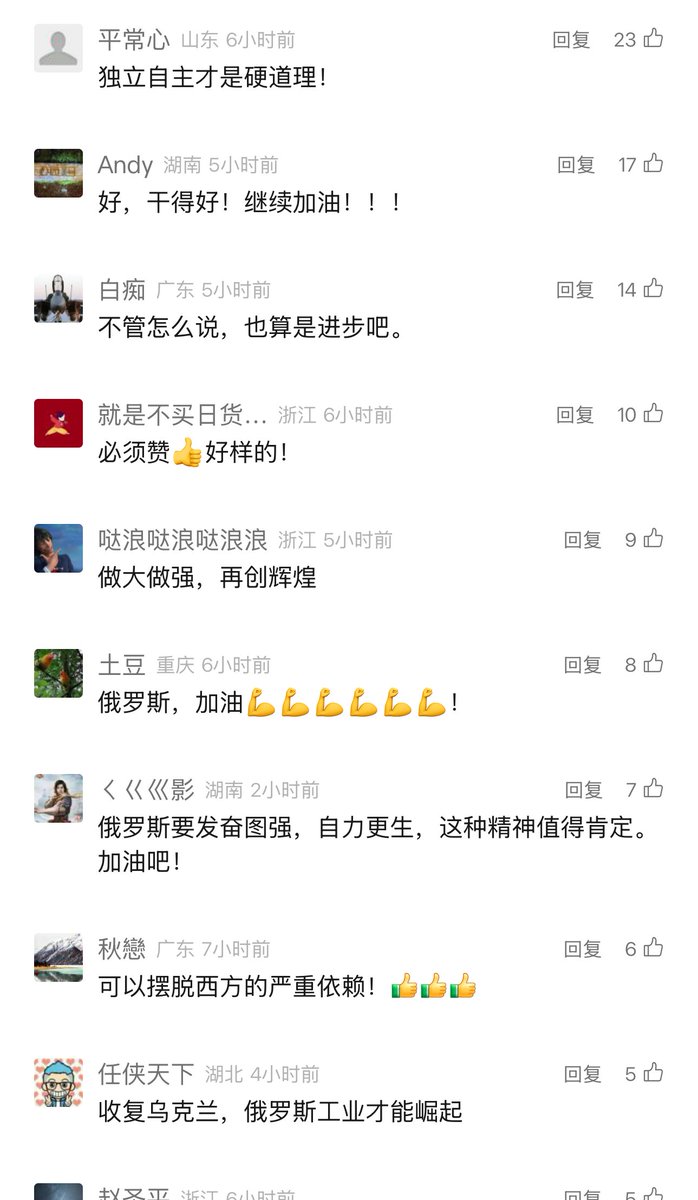 平常心 山东 6小时前 回复 23
独立自主才是硬道理！
Andy 湖南 5小时前 回复 17
好，干得好！继续加油！！！
白痴 广东 5小时前 回复 14
不管怎么说，也算是进步吧。
就是不买日货... 浙江 6小时前 回复 10
必须赞👍好样的！
哒浪哒浪哒浪浪 浙江 5小时前 回复 9
做大做强，再创辉煌
土豆 重庆 6小时前 回复 8
俄罗斯，加油💪💪💪💪💪💪！
ㄑ巜巛影 湖南 2小时前 回复 7
俄罗斯要发奋图强，自力更生，这种精神值得肯定。
加油吧！
秋戀 广东 7小时前 回复 6
可以摆脱西方的严重依赖！👍👍👍
任侠天下 湖北 4小时前 回复 5
收复乌克兰，俄罗斯工业才能崛起
赵圣平 浙江 6小时前 回复 5